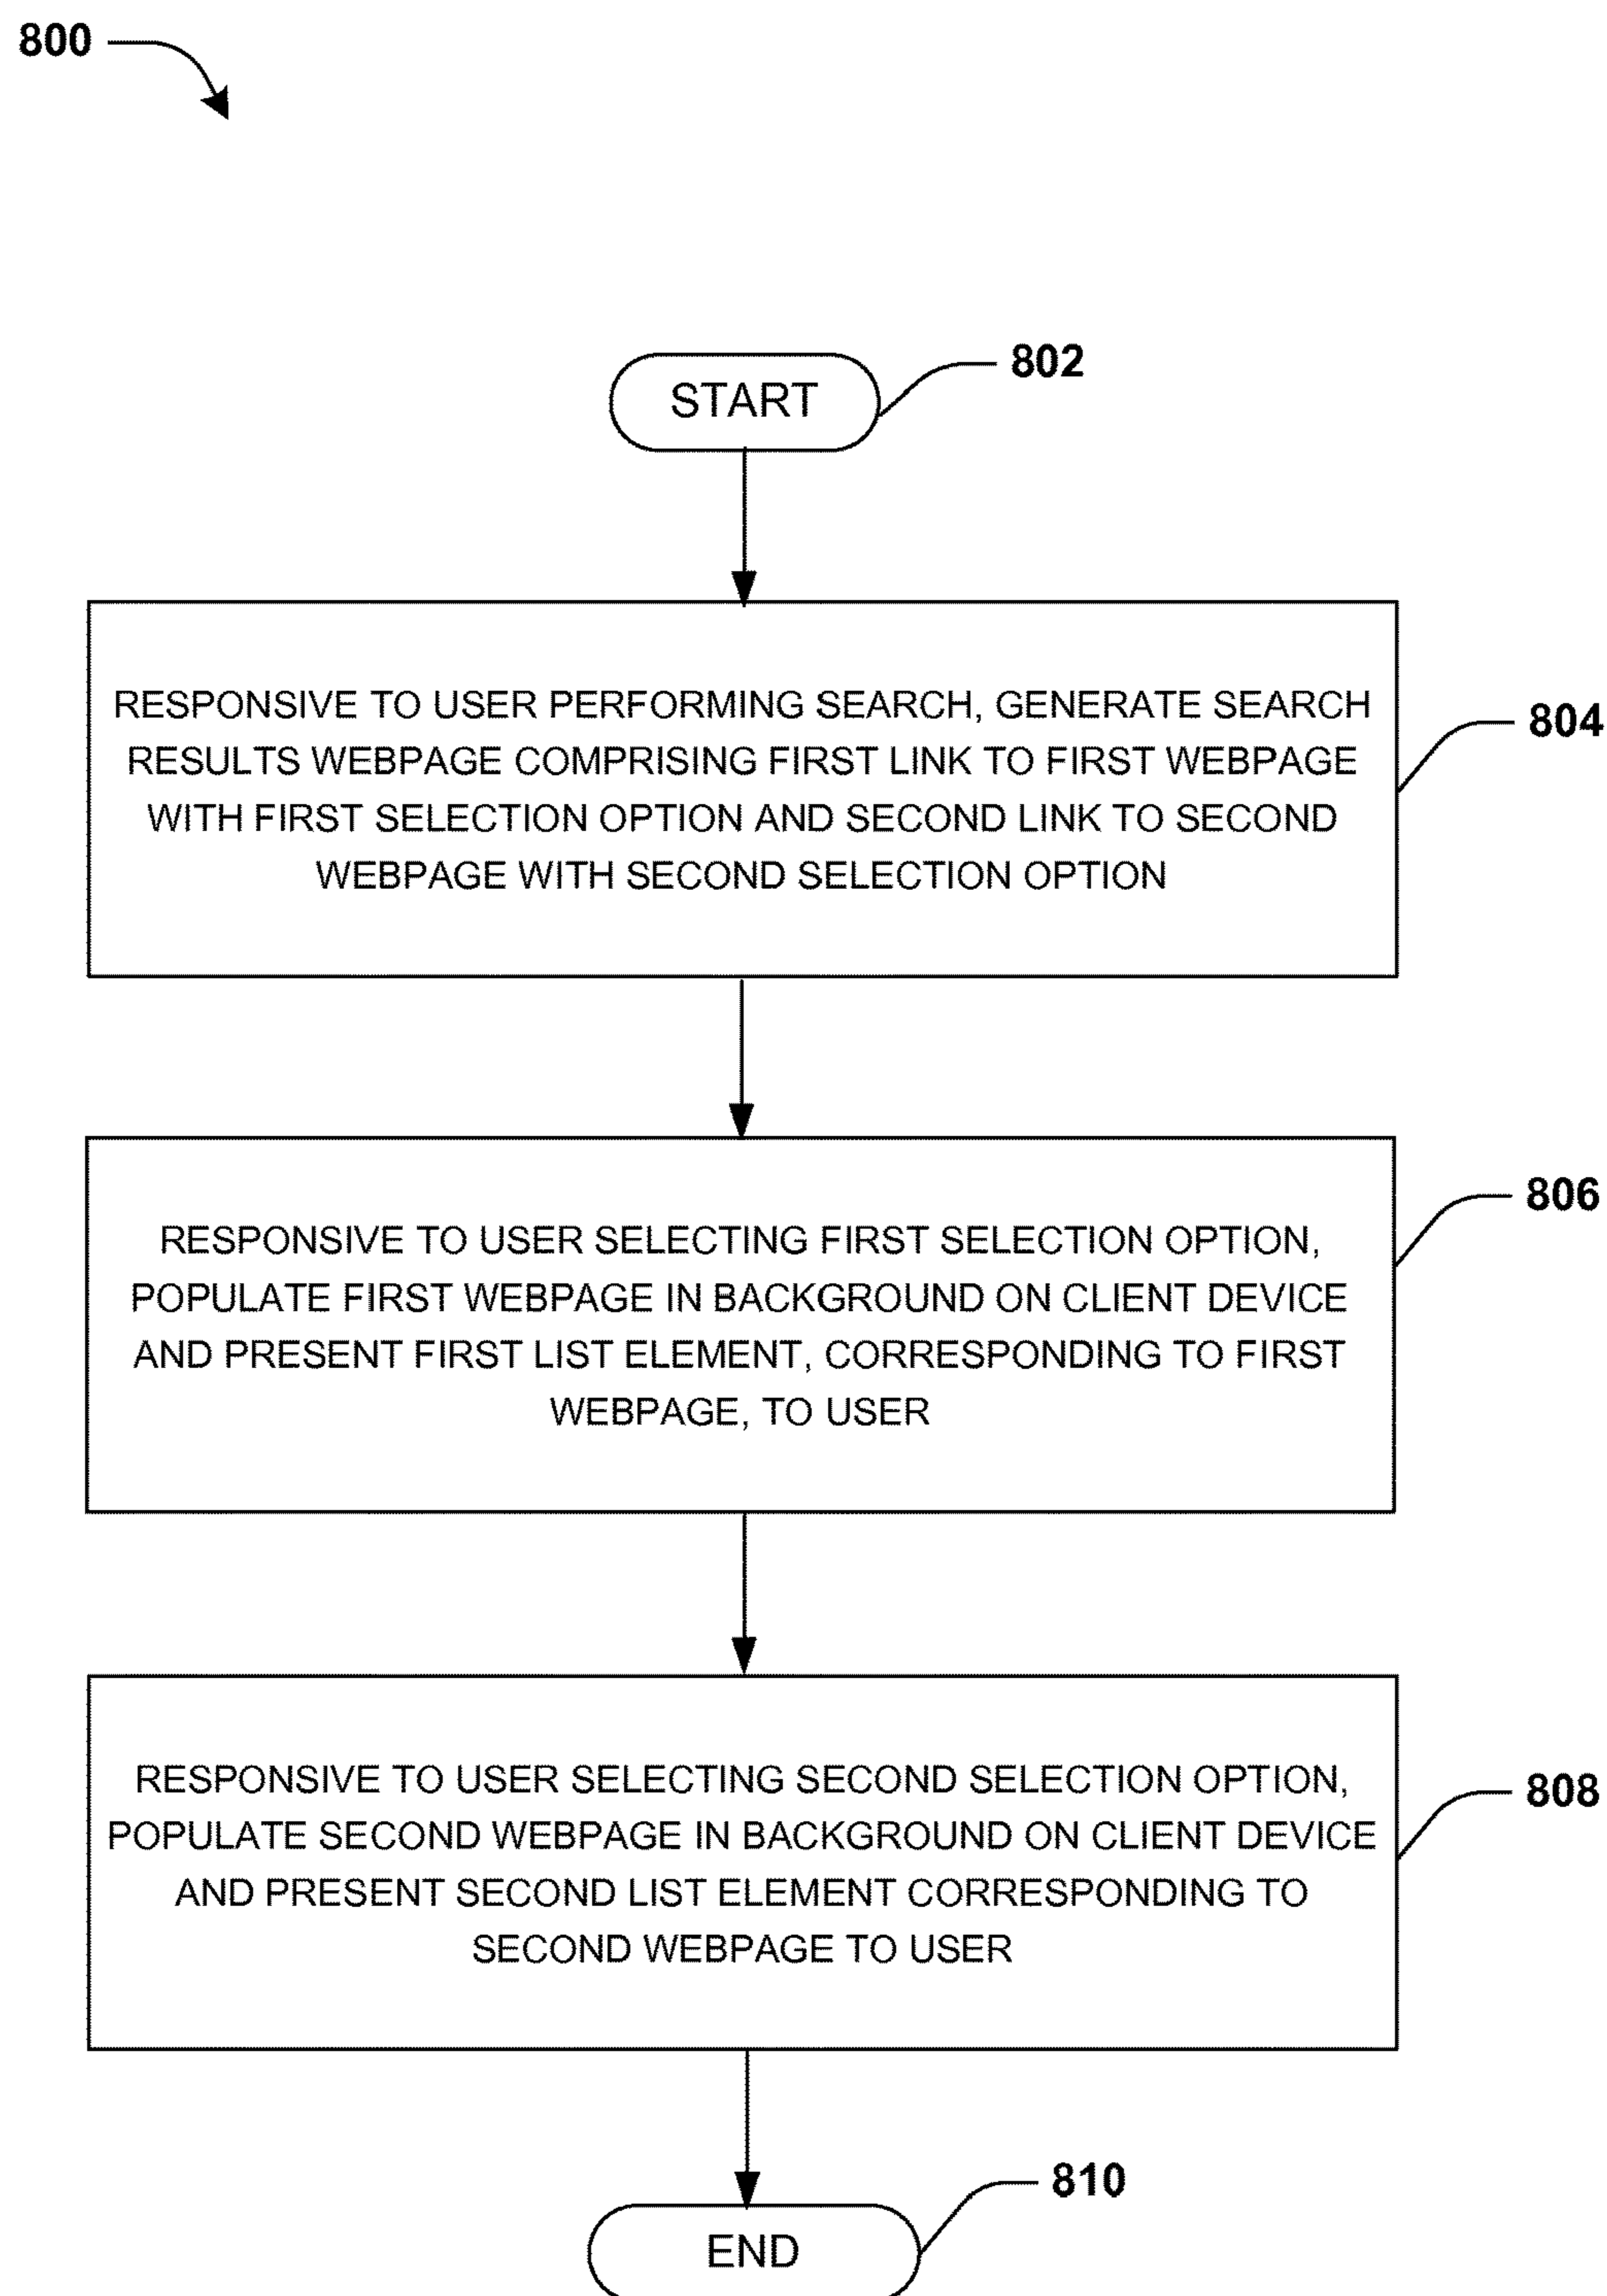 800
START
802
RESPONSIVE TO USER PERFORMING SEARCH, GENERATE SEARCH
RESULTS WEBPAGE COMPRISING FIRST LINK TO FIRST WEBPAGE
WITH FIRST SELECTION OPTION AND SECOND LINK TO SECOND
WEBPAGE WITH SECOND SELECTION OPTION
804
RESPONSIVE TO USER SELECTING FIRST SELECTION OPTION,
POPULATE FIRST WEBPAGE IN BACKGROUND ON CLIENT DEVICE
AND PRESENT FIRST LIST ELEMENT, CORRESPONDING TO FIRST
WEBPAGE, TO USER
806
RESPONSIVE TO USER SELECTING SECOND SELECTION OPTION,
POPULATE SECOND WEBPAGE IN BACKGROUND ON CLIENT DEVICE
AND PRESENT SECOND LIST ELEMENT CORRESPONDING TO
SECOND WEBPAGE TO USER
808
END
810